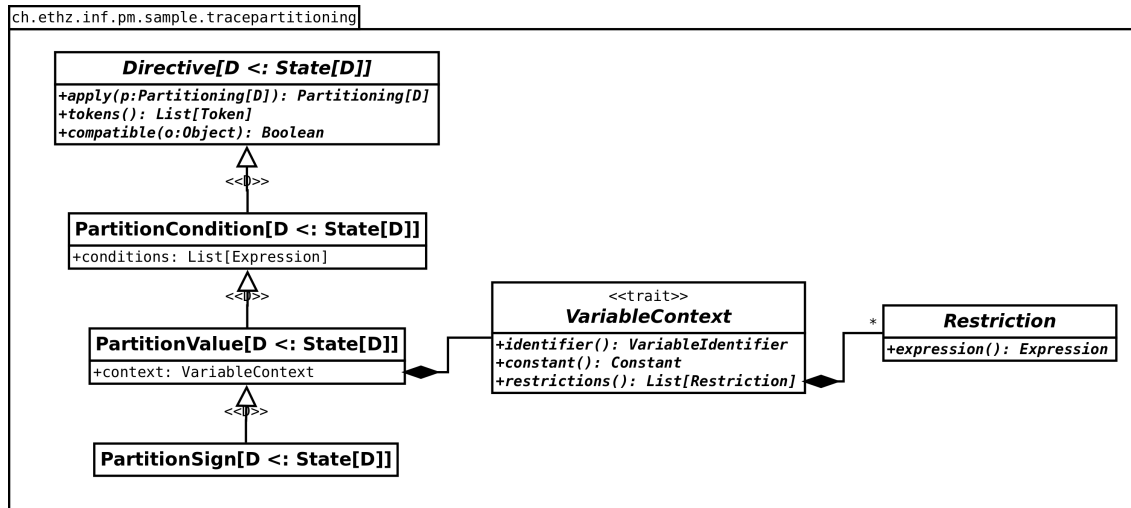 ch.ethz.inf.pm.sample.tracepartitioning
Directive[D <: State[D]]
+apply(p:Partitioning[D]): Partitioning[D]
+tokens(): List[Token]
+compatible(o:Object): Boolean
<<D>>
PartitionCondition[D <: State[D]]
+conditions: List[Expression]
<<D>>
PartitionValue[D <: State[D]]
+context: VariableContext
<<D>>
PartitionSign[D <: State[D]]
<<trait>>
VariableContext
+identifier(): VariableIdentifier
+constant(): Constant
+restrictions(): List[Restriction]
*
Restriction
+expression(): Expression